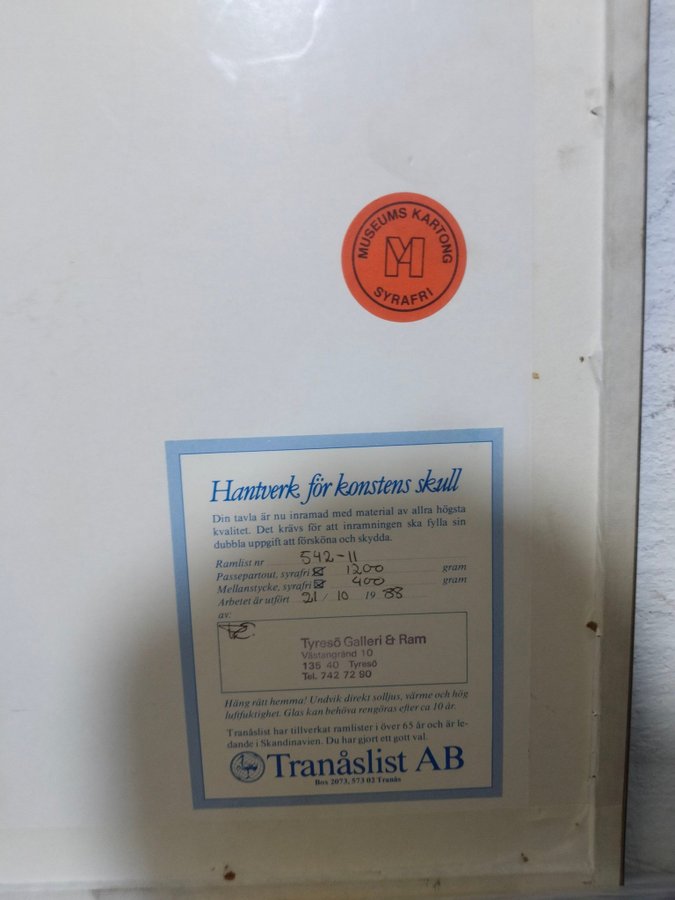 MUSEUMS KARTONG
M
SYRAFRI
Hantverk för konstens skull
Din tavla är nu inramad med material av allra högsta
kvalitet. Det krävs för att inramningen ska fylla sin
dubbla uppgift att försköna och skydda.
Ramlist nr 542-11
Passepartout, syrafri ☒ 1200 gram
Mellanstycke, syrafri ☒ 400 gram
Arbetet är utfört 21 / 10 19 88
av:
Tyresö Galleri & Ram
Västangränd 10
135 40 Tyresö
Tel. 742 72 90
Häng rätt hemma! Undvik direkt solljus, värme och hög
luftfuktighet. Glas kan behöva rengöras efter ca 10 år.
Tranåslist har tillverkat ramlister i över 65 år och är le-
dande i Skandinavien. Du har gjort ett gott val.
Tranåslist AB
Box 2073, 573 02 Tranås